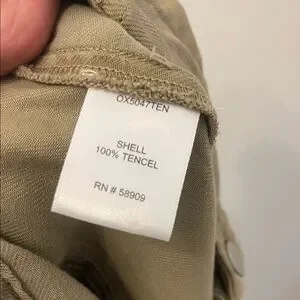 OX5047TEN
SHELL
100% TENCEL
RN # 58909